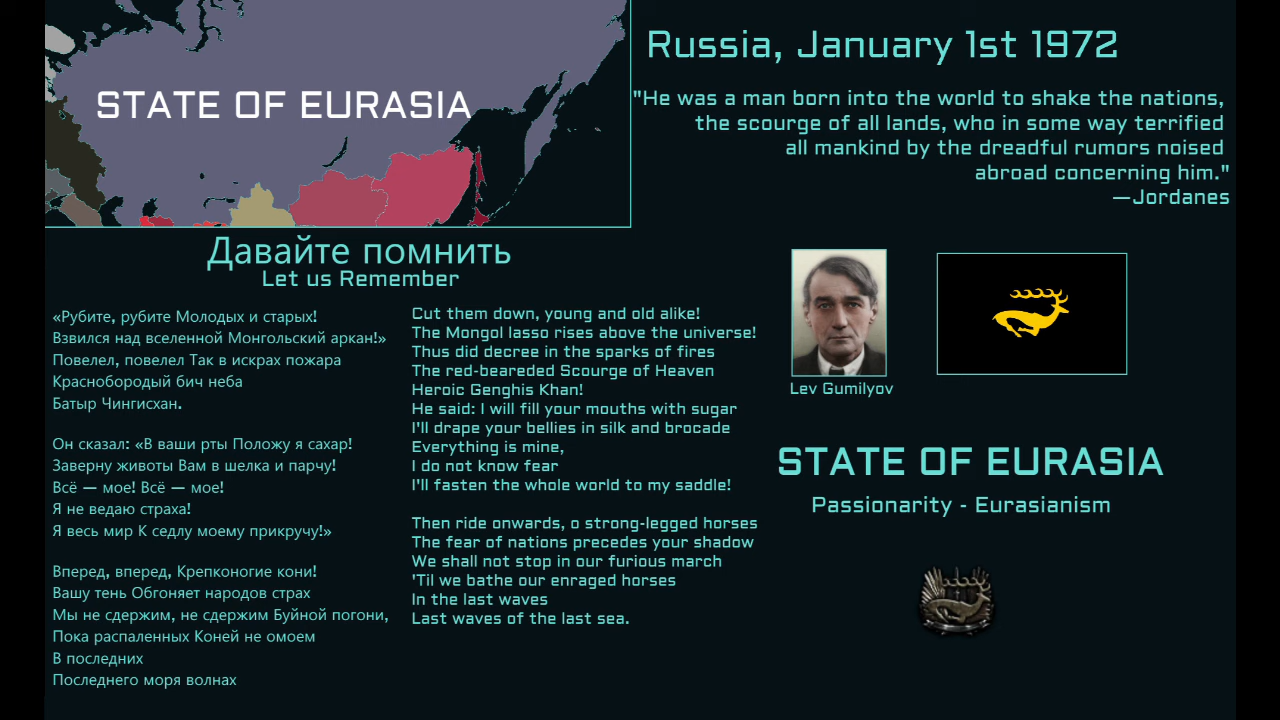 STATE OF EURASIA
Russia, January 1st 1972
"He was a man born into the world to shake the nations,
the scourge of all lands, who in some way terrified
all mankind by the dreadful rumors noised
abroad concerning him."
—Jordanes
Давайте помнить
Let us Remember
«Рубите, рубите Молодых и старых!
Взвился над вселенной Монгольский аркан!»
Повелел, повелел Так в искрах пожара
Краснобородый бич неба
Батыр Чингисхан.
Он сказал: «В ваши рты Положу я сахар!
Заверну животы Вам в шелка и парчу!
Всё — мое! Всё — мое!
Я не ведаю страха!
Я весь мир К седлу моему прикручу!»
Вперед, вперед, Крепконогие кони!
Вашу тень Обгоняет народов страх
Мы не сдержим, не сдержим Буйной погони,
Пока распаленных Коней не омоем
В последних
Последнего моря волнах
Cut them down, young and old alike!
The Mongol lasso rises above the universe!
Thus did decree in the sparks of fires
The red-beareded Scourge of Heaven
Heroic Genghis Khan!
He said: I will fill your mouths with sugar
I'll drape your bellies in silk and brocade
Everything is mine,
I do not know fear
I'll fasten the whole world to my saddle!
Then ride onwards, o strong-legged horses
The fear of nations precedes your shadow
We shall not stop in our furious march
'Til we bathe our enraged horses
In the last waves
Last waves of the last sea.
Lev Gumilyov
STATE OF EURASIA
Passionarity - Eurasianism